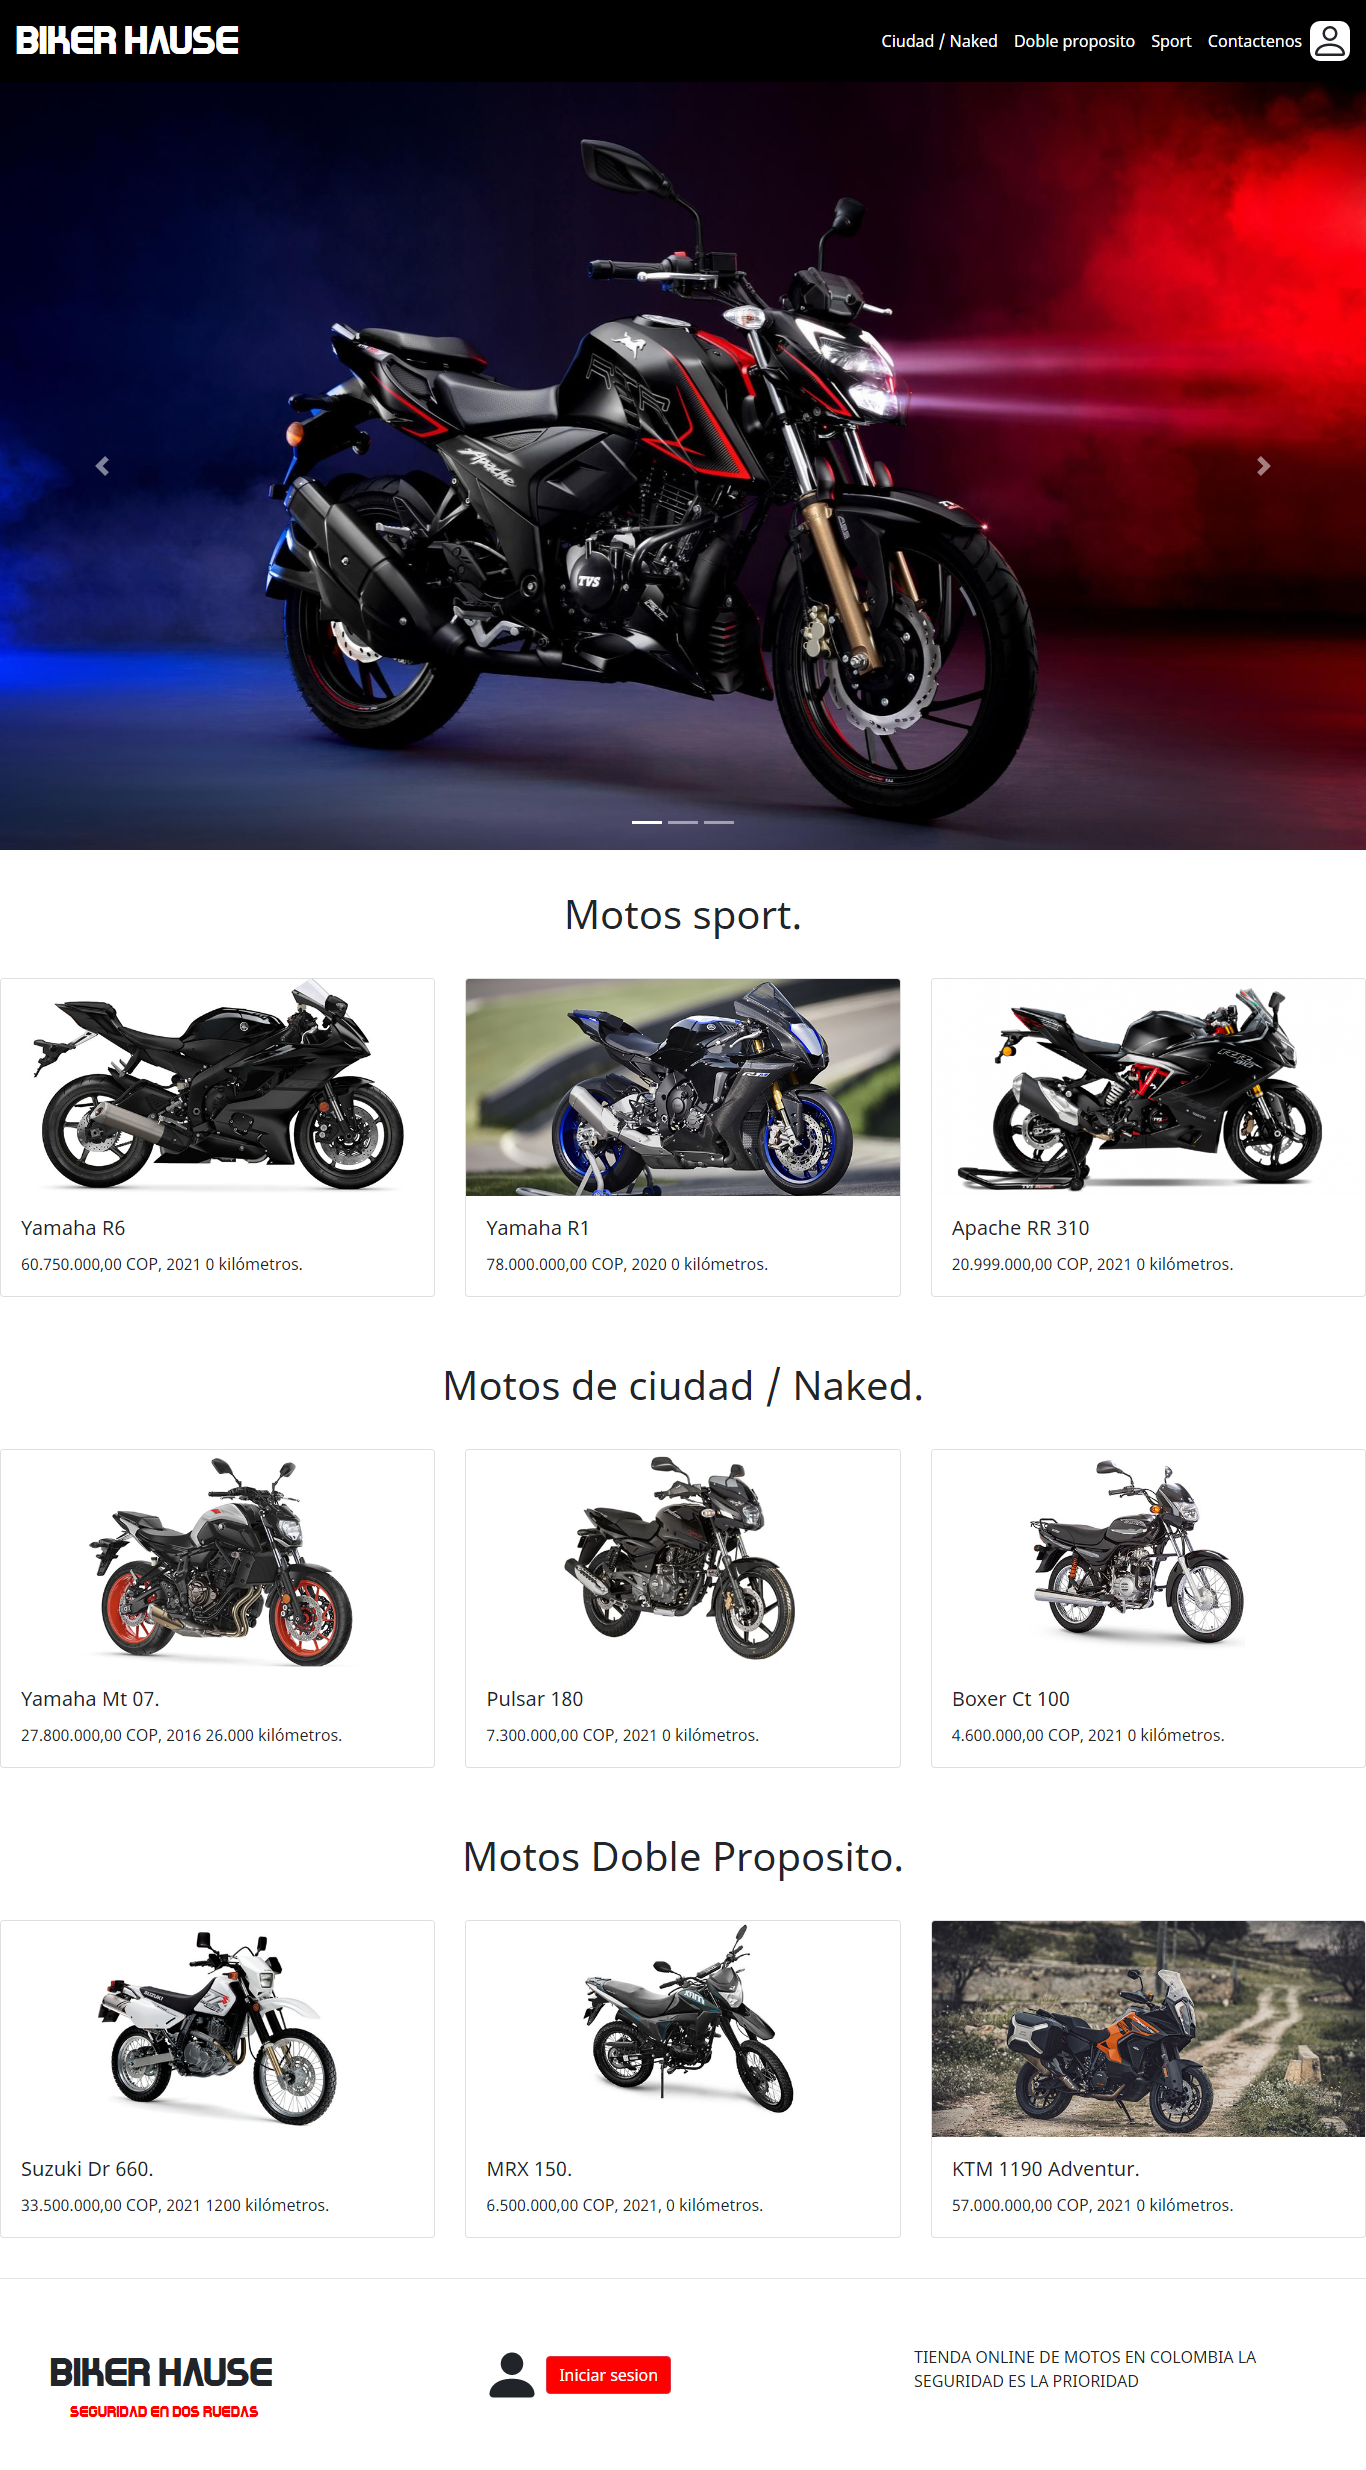 BIKER HAUSE
Ciudad / Naked Doble proposito Sport Contactenos
RTR
Apache
TVS
Motos sport.
Yamaha R6
60.750.000,00 COP, 2021 0 kilómetros.
Yamaha R1
78.000.000,00 COP, 2020 0 kilómetros.
Apache RR 310
20.999.000,00 COP, 2021 0 kilómetros.
Motos de ciudad / Naked.
Yamaha Mt 07.
27.800.000,00 COP, 2016 26.000 kilómetros.
Pulsar 180
7.300.000,00 COP, 2021 0 kilómetros.
Boxer Ct 100
4.600.000,00 COP, 2021 0 kilómetros.
Motos Doble Proposito.
SUZUKI
Suzuki Dr 660.
33.500.000,00 COP, 2021 1200 kilómetros.
MRX 150.
6.500.000,00 COP, 2021, 0 kilómetros.
KTM 1190 Adventur.
57.000.000,00 COP, 2021 0 kilómetros.
BIKER HAUSE
SEGURIDAD EN DOS RUEDAS
Iniciar sesion
TIENDA ONLINE DE MOTOS EN COLOMBIA LA
SEGURIDAD ES LA PRIORIDAD